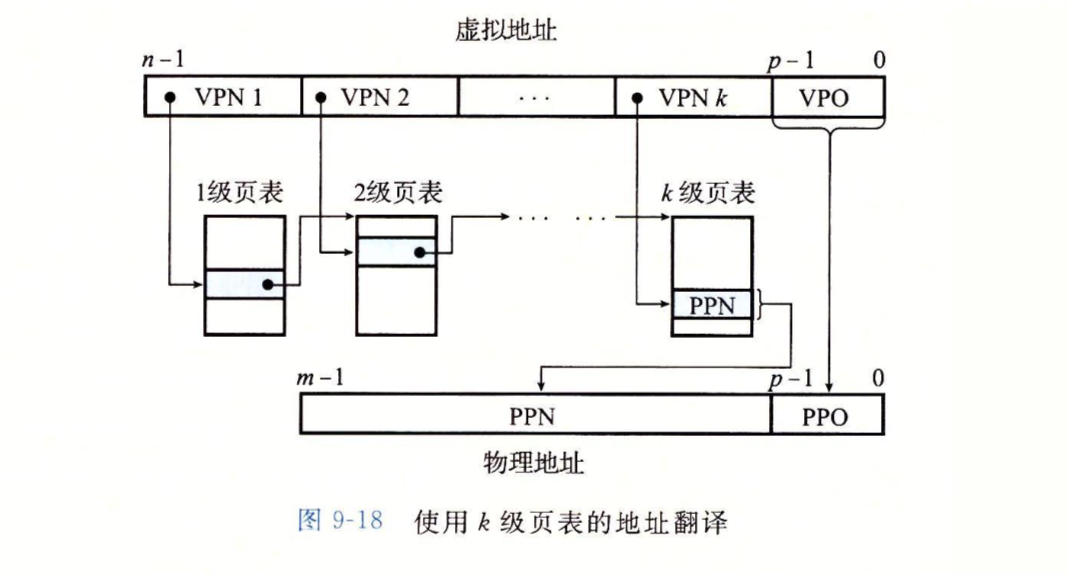 虚拟地址
n-1 p-1 0
VPN 1 VPN 2 ... VPN k VPO
1级页表 2级页表 ... ... k 级页表
PPN
m-1 p-1 0
PPN PPO
物理地址
图 9-18 使用 k 级页表的地址翻译